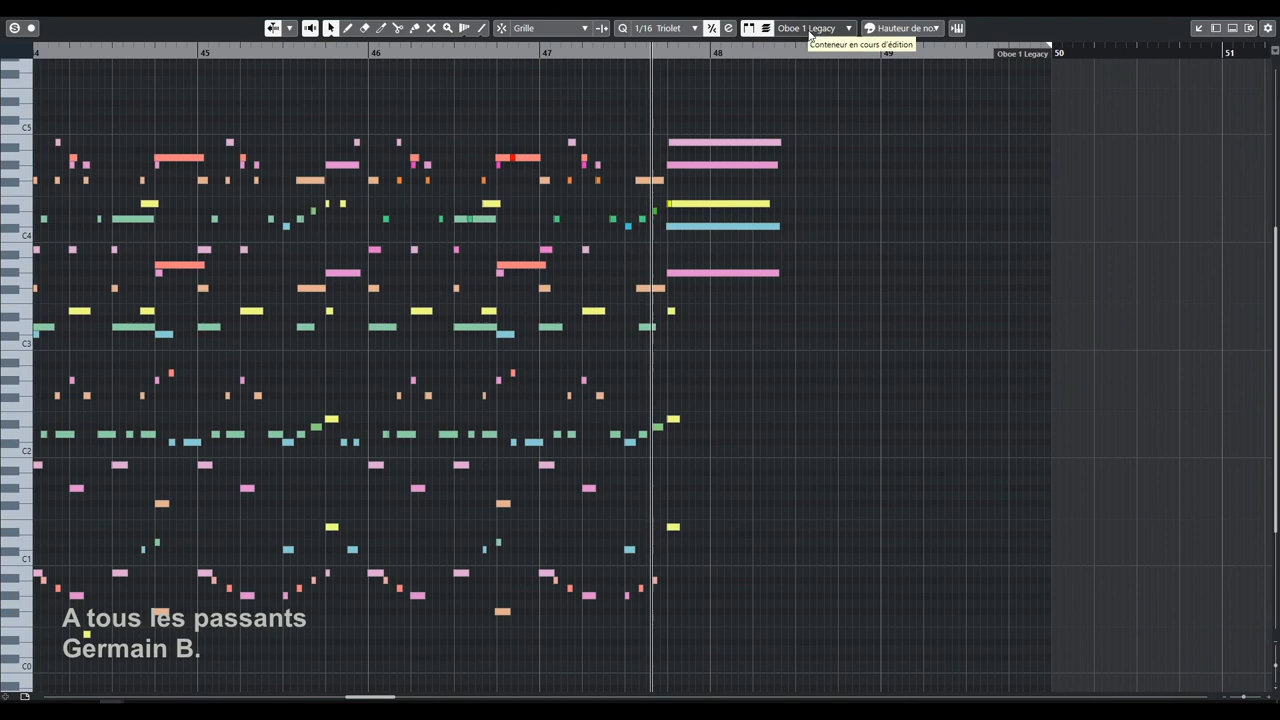 Grille
1/16 Triolet
Oboe 1 Legacy
Hauteur de no
Conteneur en cours d'édition
4 45 46 47 48 49 50 51
Oboe 1 Legacy
C5
C4
C3
C2
C1
C0
A tous les passants
Germain B.